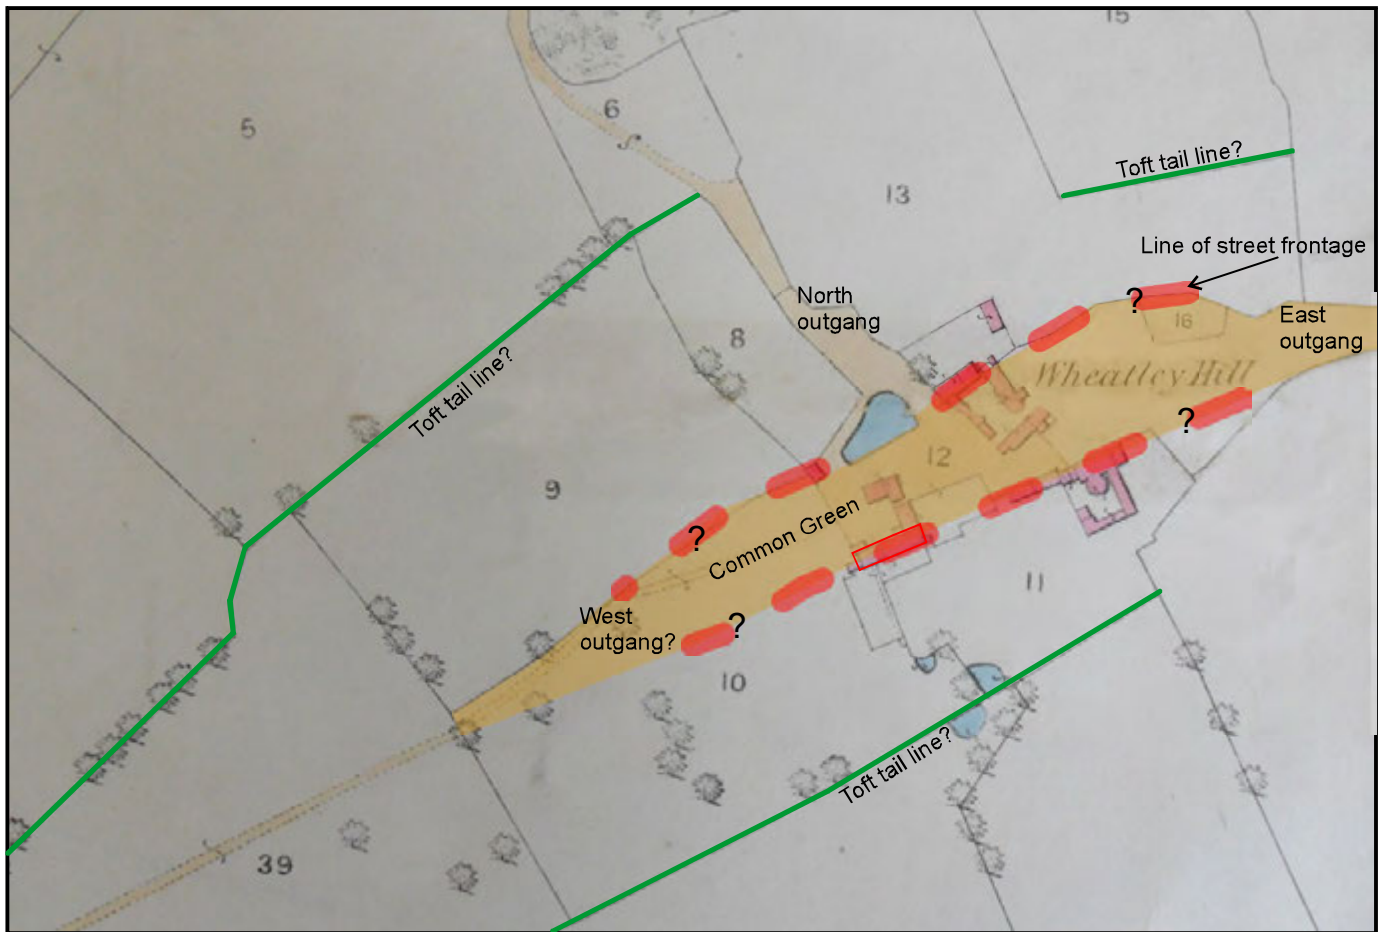 15
6
5
Toft tail line?
13
Line of street frontage
North
outgang
?
16
East
outgang
8
Toft tail line?
Wheatley Hill
?
12
9
Common Green
?
11
West
outgang?
?
10
Toft tail line?
39